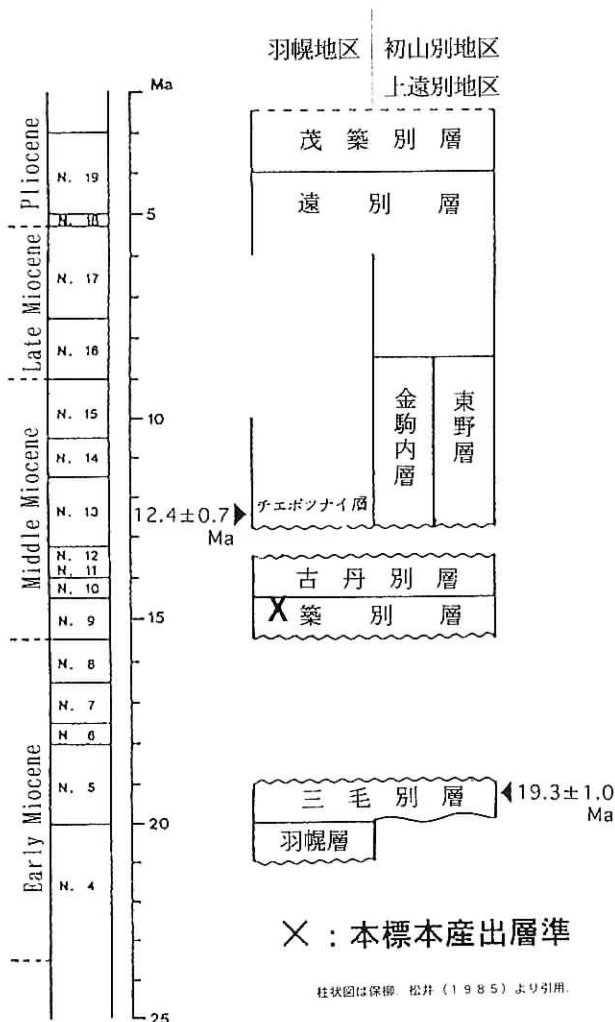 羽幌地区 初山別地区
上遠別地区
Ma
茂築別層
Pliocene
N. 19
遠別層
N. 18
5
Late Miocene
N. 17
N. 16
Middle Miocene
N. 15
10
金駒内層
東野層
N. 14
N. 13
チエボツナイ層
12.4±0.7
Ma
N. 12
N. 11
N. 10
古丹別層
X
築別層
N. 9
15
Early Miocene
N. 8
N. 7
N. 6
N. 5
三毛別層
19.3±1.0
Ma
20
羽幌層
N. 4
×:本標本産出層準
柱状図は保柳、松井(1985)より引用.
25